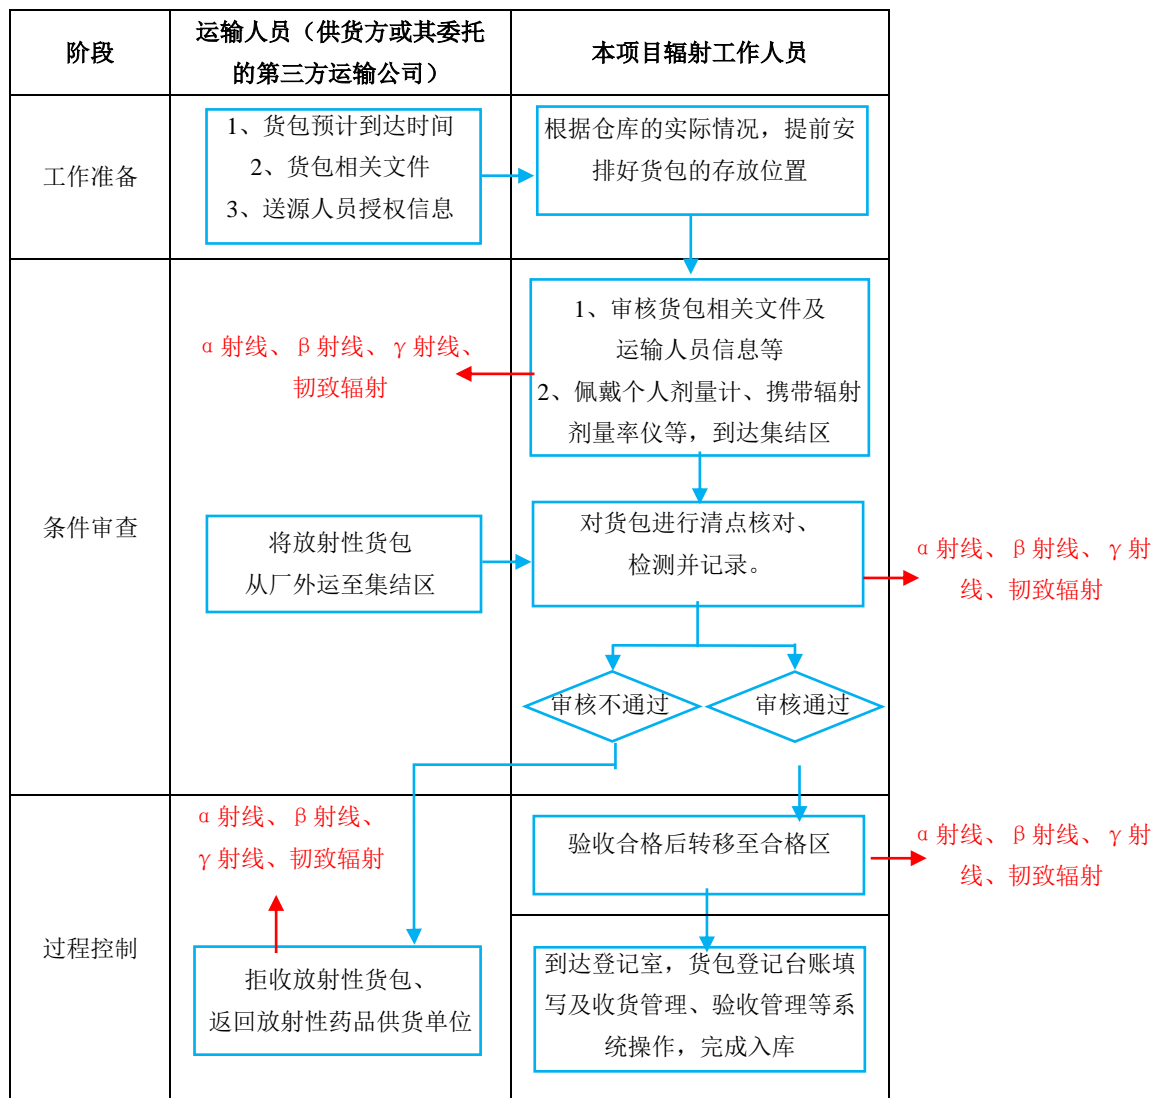 阶段
运输人员（供货方或其委托
的第三方运输公司）
本项目辐射工作人员
工作准备
1、货包预计到达时间
2、货包相关文件
3、送源人员授权信息
根据仓库的实际情况，提前安
排好货包的存放位置
条件审查
α射线、β射线、γ射线、
韧致辐射
1、审核货包相关文件及
运输人员信息等
2、佩戴个人剂量计、携带辐射
剂量率仪等，到达集结区
将放射性货包
从厂外运至集结区
对货包进行清点核对、
检测并记录。
α射线、β射线、γ射
线、韧致辐射
审核不通过
审核通过
过程控制
α射线、β射线、
γ射线、韧致辐射
验收合格后转移至合格区
α射线、β射线、γ射
线、韧致辐射
拒收放射性货包、
返回放射性药品供货单位
到达登记室，货包登记台账填
写及收货管理、验收管理等系
统操作，完成入库